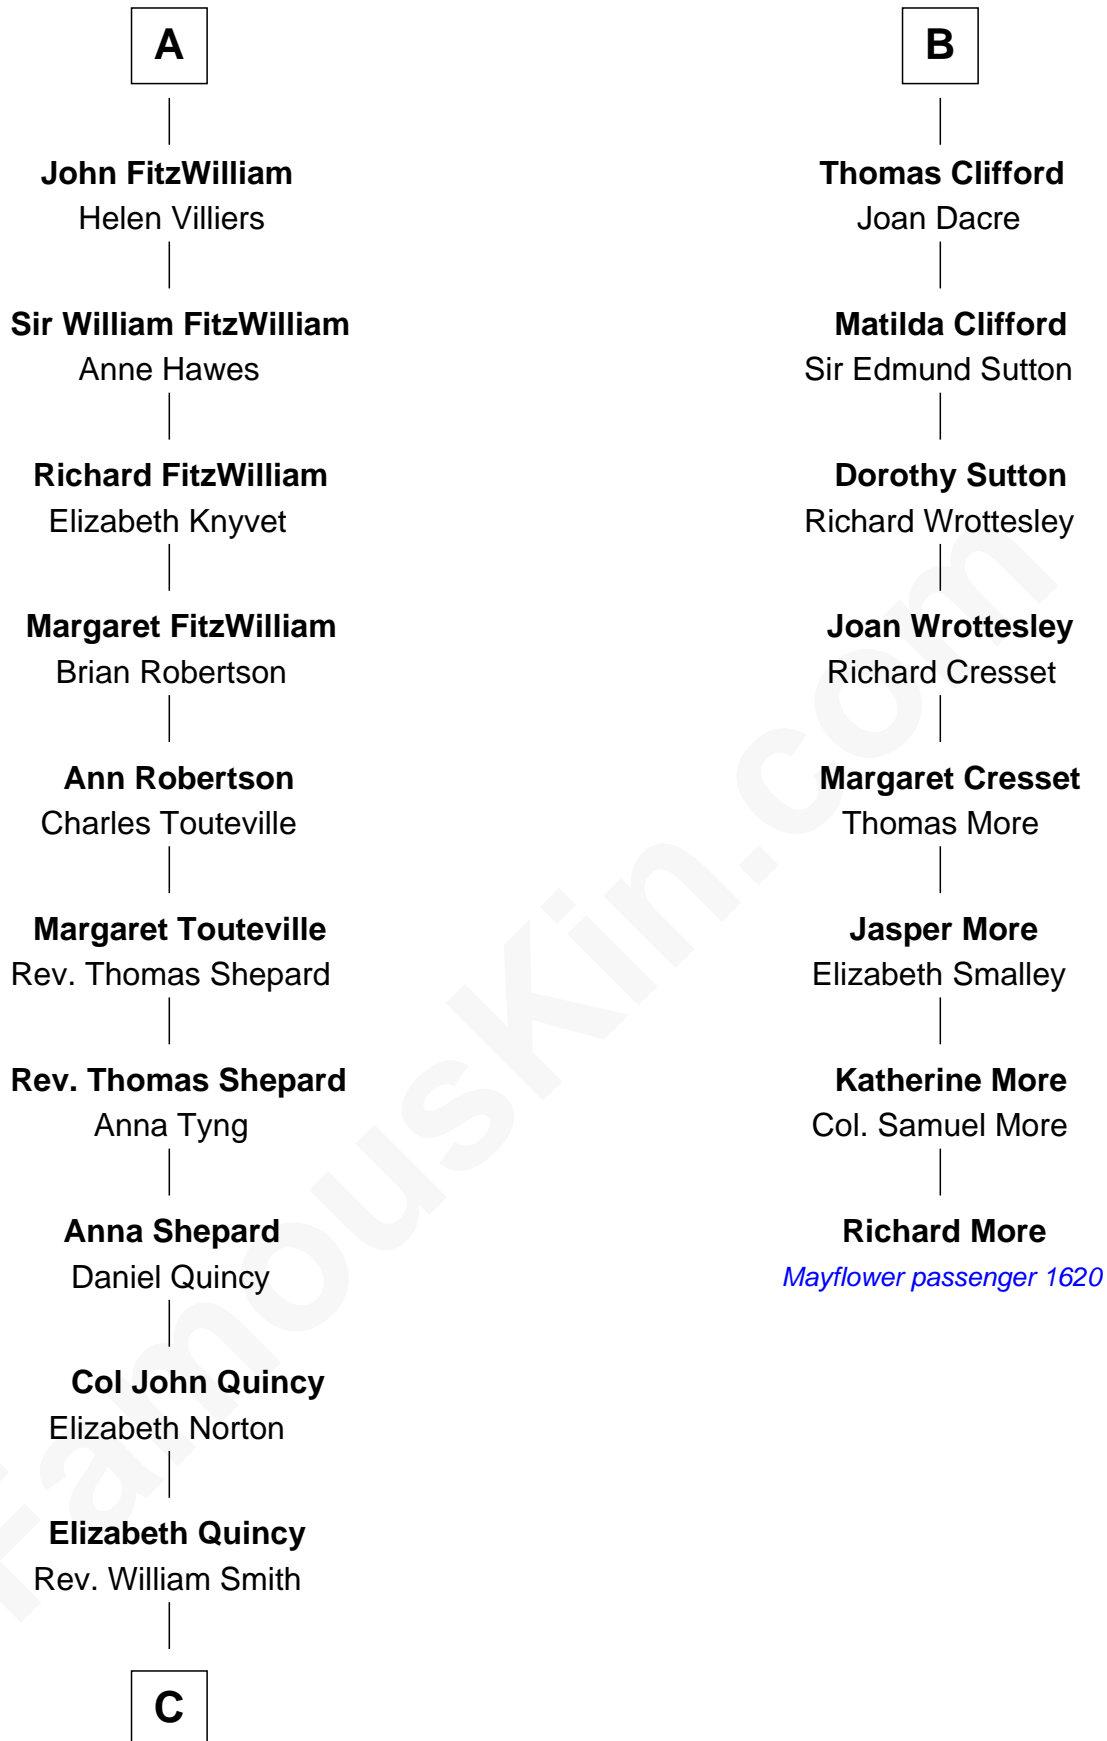 A
John FitzWilliam
Helen Villiers
Sir William FitzWilliam
Anne Hawes
Richard FitzWilliam
Elizabeth Knyvet
Margaret FitzWilliam
Brian Robertson
Ann Robertson
Charles Touteville
Margaret Touteville
Rev. Thomas Shepard
Rev. Thomas Shepard
Anna Tyng
Anna Shepard
Daniel Quincy
Col John Quincy
Elizabeth Norton
Elizabeth Quincy
Rev. William Smith
C
B
Thomas Clifford
Joan Dacre
Matilda Clifford
Sir Edmund Sutton
Dorothy Sutton
Richard Wrottesley
Joan Wrottesley
Richard Cresset
Margaret Cresset
Thomas More
Jasper More
Elizabeth Smalley
Katherine More
Col. Samuel More
Richard More
Mayflower passenger 1620
FamousKin.com